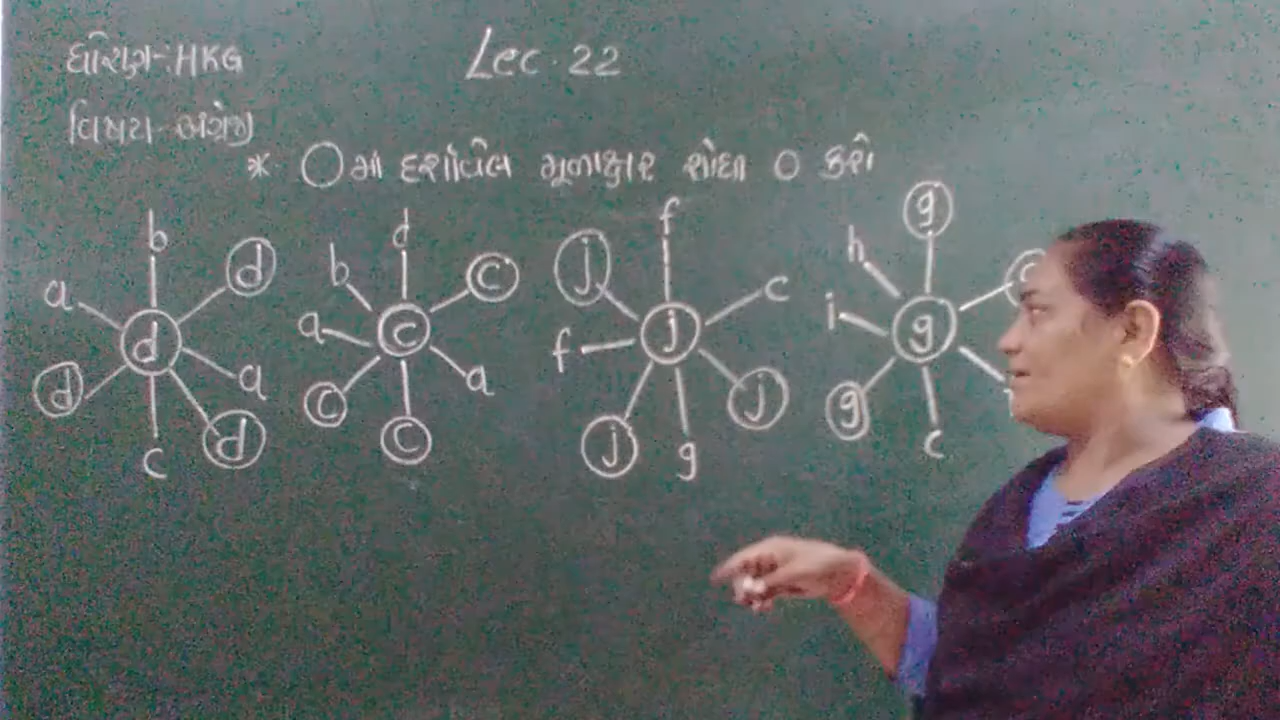 ધોરણ-:HKG
Lec.22
વિષય-અંગ્રેજી
* ○માં દર્શાવેલ મૂળાક્ષર શોધી ○ કરો
b
a d
d
d a
d
c
d
b c
a c
c a
c
f
j c
f j
j
j
g
g
h
i g
g
c